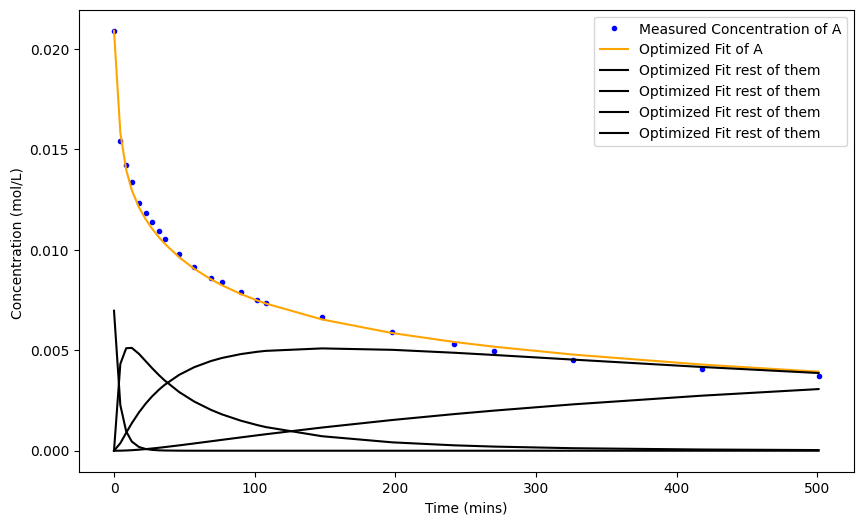 Measured Concentration of A
Optimized Fit of A
Optimized Fit rest of them
Optimized Fit rest of them
Optimized Fit rest of them
Optimized Fit rest of them
Concentration (mol/L)
0.020
0.015
0.010
0.005
0.000
0
100
200
300
400
500
Time (mins)